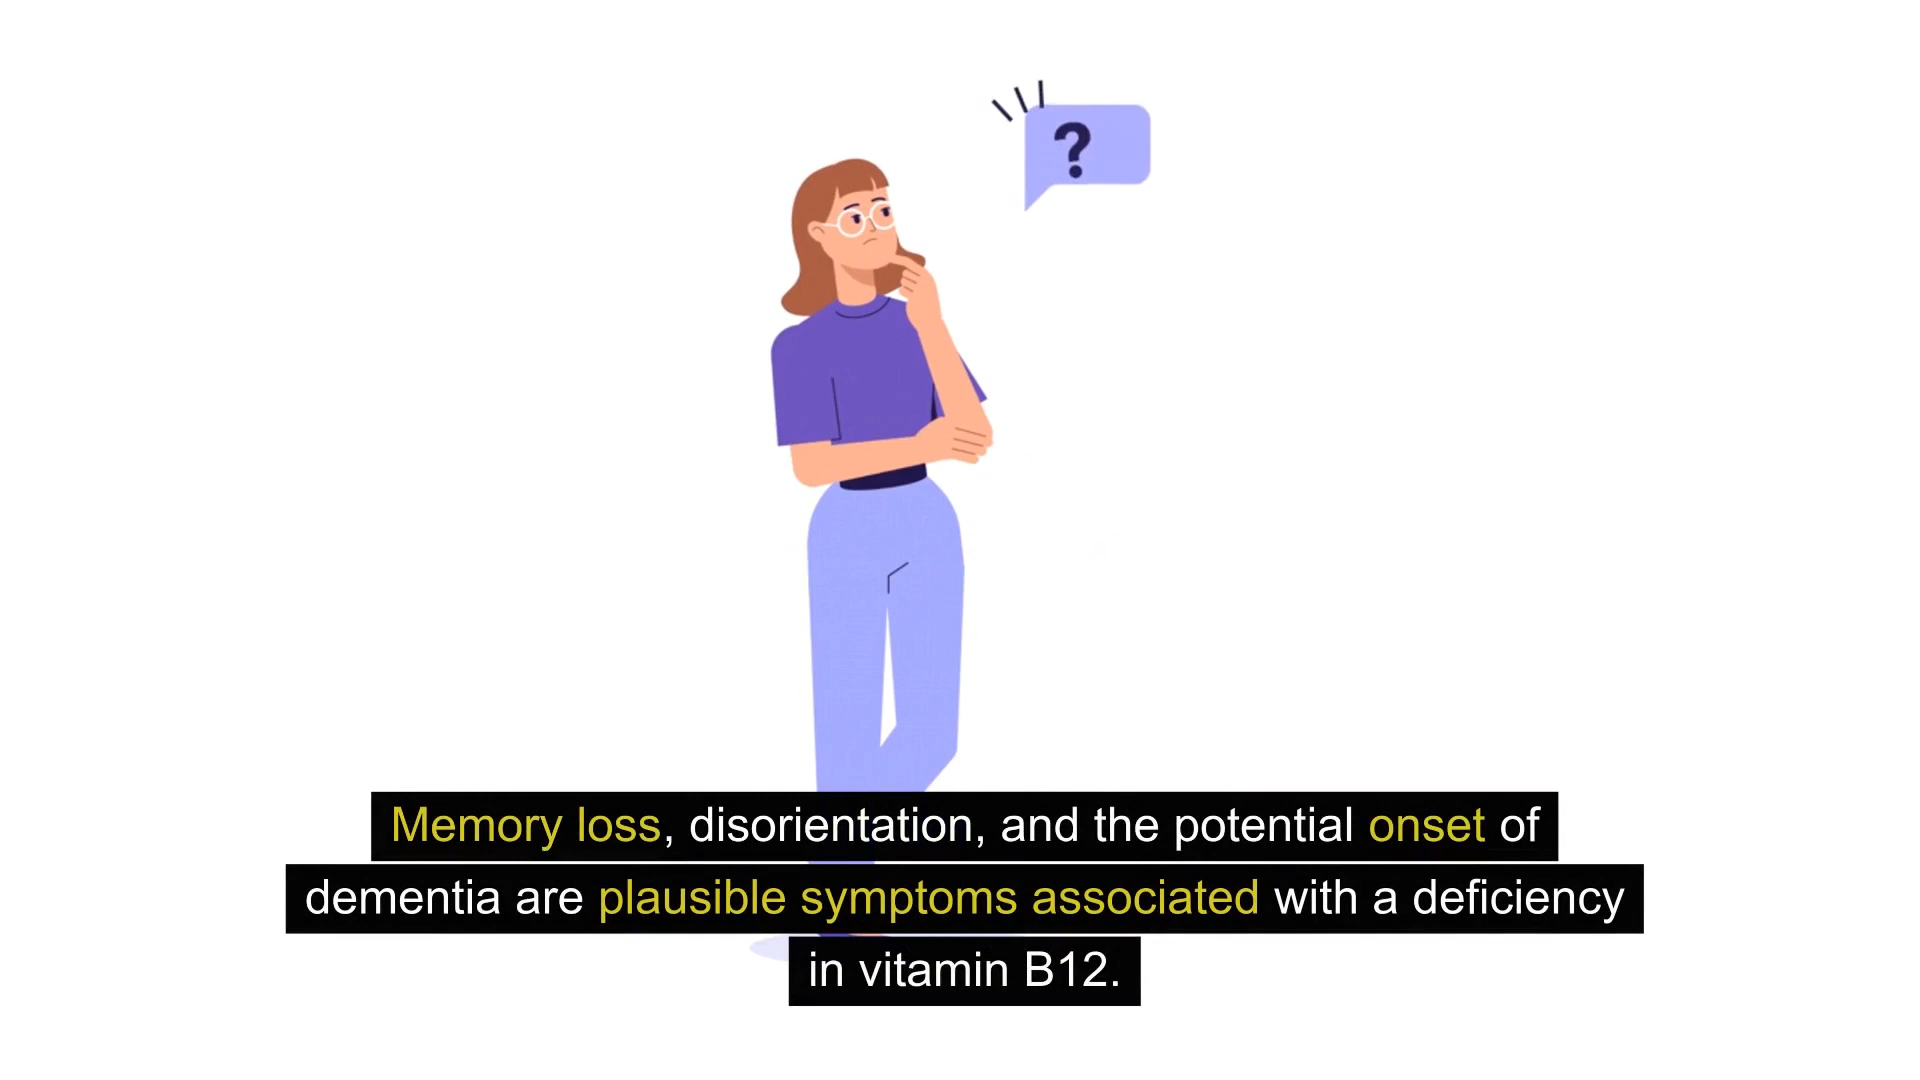 ?
Memory loss, disorientation, and the potential onset of
dementia are plausible symptoms associated with a deficiency
in vitamin B12.